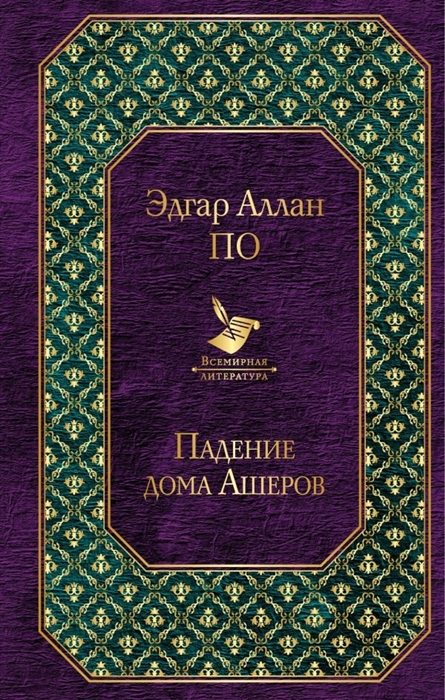 Эдгар Аллан
ПО
Всемирная
литература
Падение
дома Ашеров